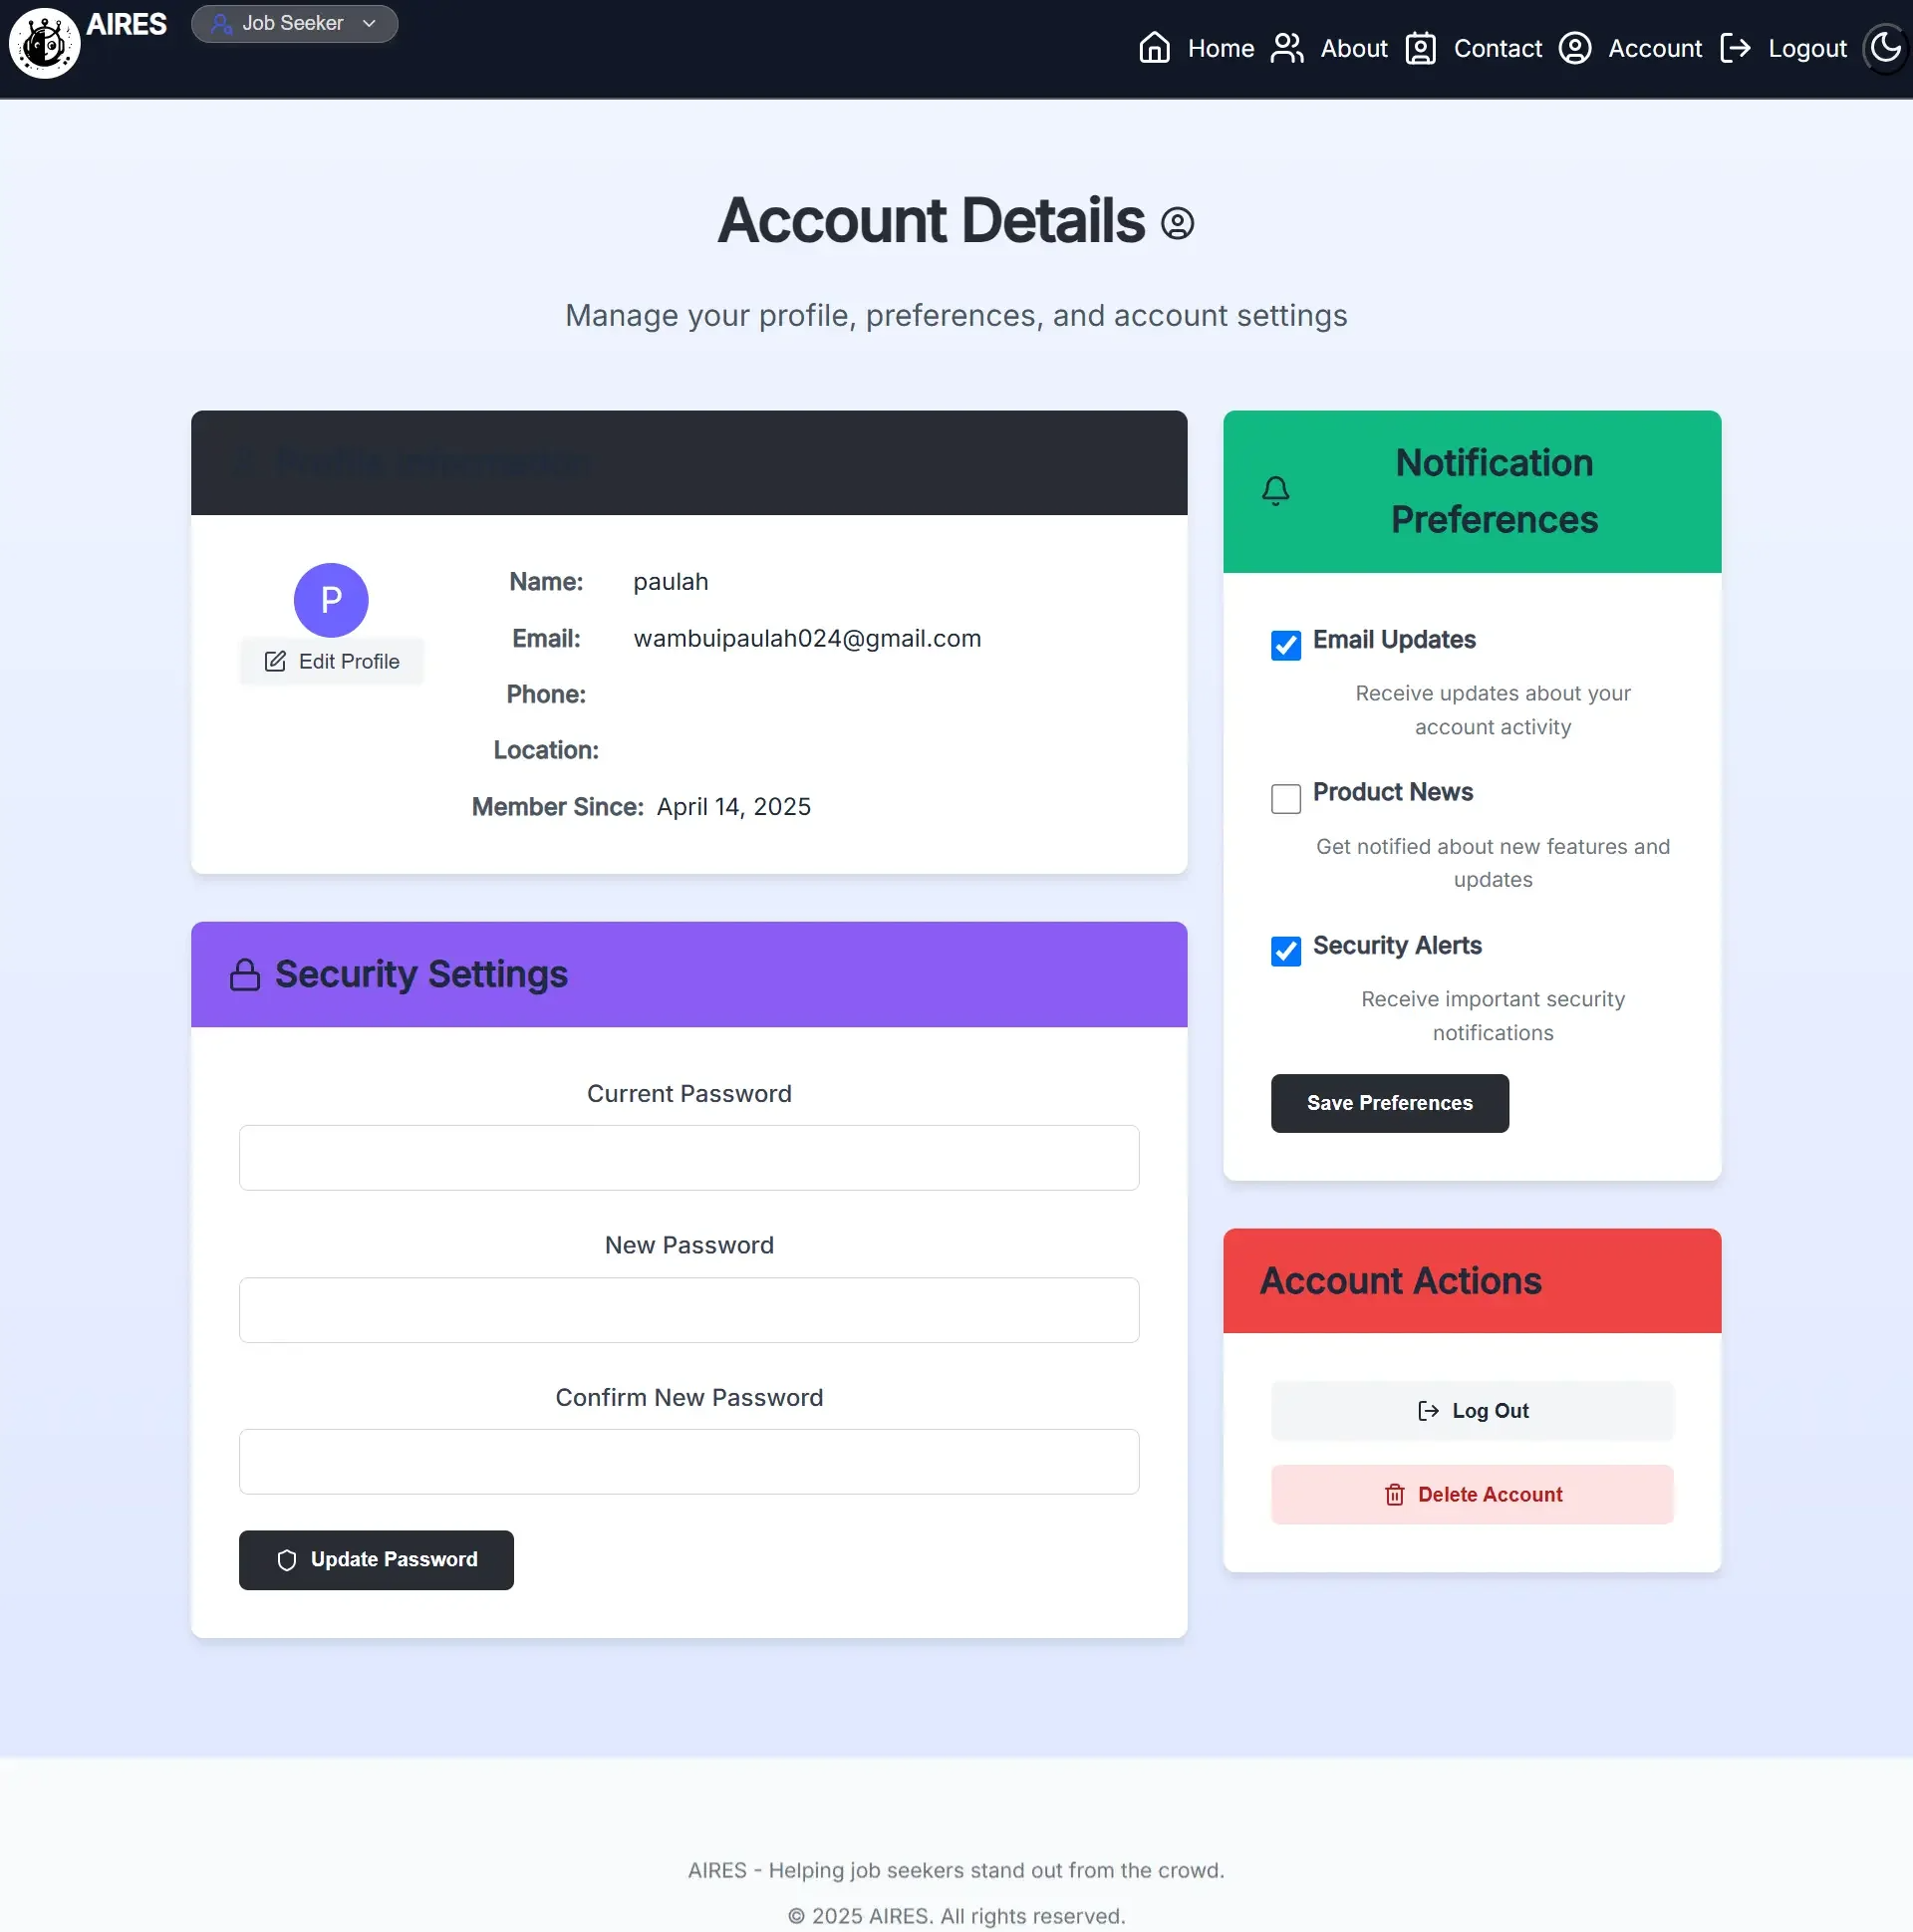 AIRES
Job Seeker
Home
About
Contact
Account
Logout
Account Details
Manage your profile, preferences, and account settings
Profile Information
P
Edit Profile
Name: paulah
Email: wambuipaulah024@gmail.com
Phone:
Location:
Member Since: April 14, 2025
Security Settings
Current Password
New Password
Confirm New Password
Update Password
Notification
Preferences
Email Updates
Receive updates about your
account activity
Product News
Get notified about new features and
updates
Security Alerts
Receive important security
notifications
Save Preferences
Account Actions
Log Out
Delete Account
AIRES - Helping job seekers stand out from the crowd.
© 2025 AIRES. All rights reserved.